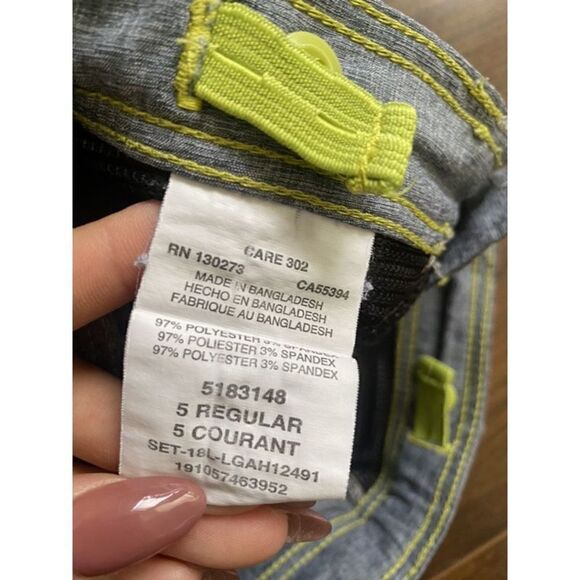 CARE 302
RN 130273 CA55394
MADE IN BANGLADESH
HECHO EN BANGLADESH
FABRIQUE AU BANGLADESH
97% POLYESTER 3% SPANDEX
97% POLIESTER 3% SPANDEX
97% POLYESTER 3% SPANDEX
5183148
5 REGULAR
5 COURANT
SET-18L-LGAH12491
191057463952